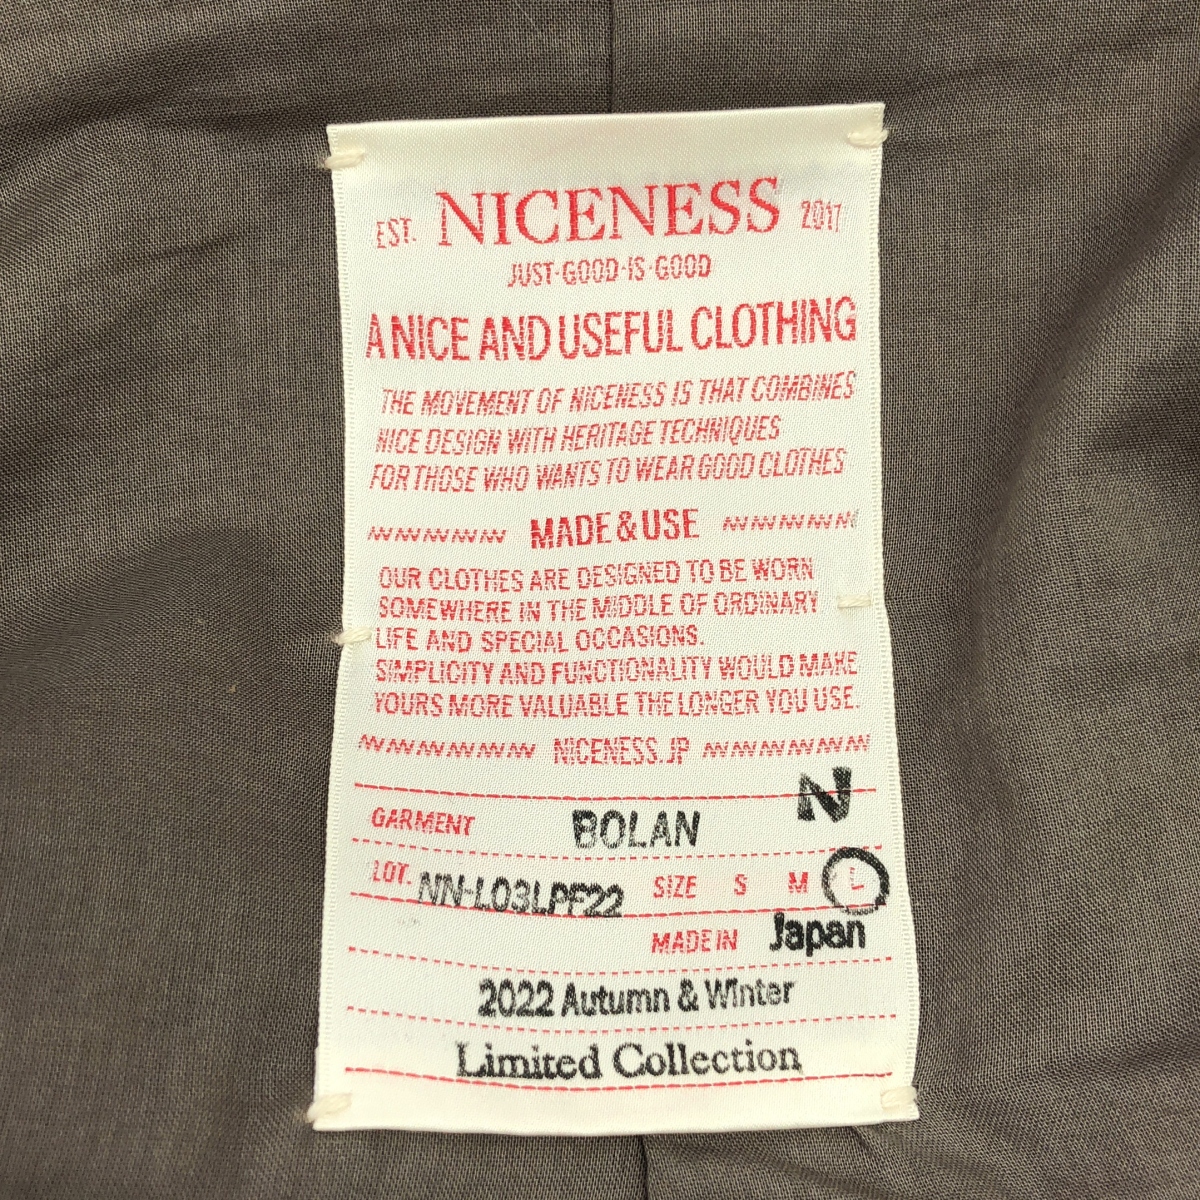 EST. NICENESS 2017
JUST·GOOD·IS·GOOD
A NICE AND USEFUL CLOTHING
THE MOVEMENT OF NICENESS IS THAT COMBINES
NICE DESIGN WITH HERITAGE TECHNIQUES
FOR THOSE WHO WANTS TO WEAR GOOD CLOTHES
MADE & USE
OUR CLOTHES ARE DESIGNED TO BE WORN
SOMEWHERE IN THE MIDDLE OF ORDINARY
LIFE AND SPECIAL OCCASIONS.
SIMPLICITY AND FUNCTIONALITY WOULD MAKE
YOURS MORE VALUABLE THE LONGER YOU USE.
NICENESS.JP
N
GARMENT BOLAN
LOT. NN-L03LPF22 SIZE S M L
MADE IN Japan
2022 Autumn & Winter
Limited Collection